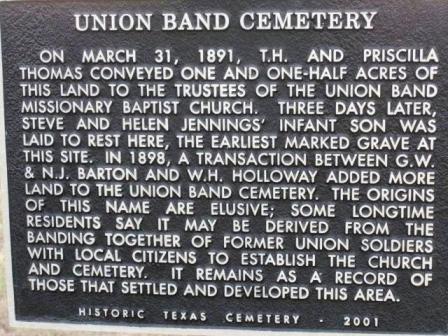 UNION BAND CEMETERY
ON MARCH 31, 1891, T.H. AND PRISCILLA
THOMAS CONVEYED ONE AND ONE-HALF ACRES OF
THIS LAND TO THE TRUSTEES OF THE UNION BAND
MISSIONARY BAPTIST CHURCH. THREE DAYS LATER,
STEVE AND HELEN JENNINGS' INFANT SON WAS
LAID TO REST HERE, THE EARLIEST MARKED GRAVE AT
THIS SITE. IN 1898, A TRANSACTION BETWEEN G.W.
& N.J. BARTON AND W.H. HOLLOWAY ADDED MORE
LAND TO THE UNION BAND CEMETERY. THE ORIGINS
OF THIS NAME ARE ELUSIVE; SOME LONGTIME
RESIDENTS SAY IT MAY BE DERIVED FROM THE
BANDING TOGETHER OF FORMER UNION SOLDIERS
WITH LOCAL CITIZENS TO ESTABLISH THE CHURCH
AND CEMETERY. IT REMAINS AS A RECORD OF
THOSE THAT SETTLED AND DEVELOPED THIS AREA.
HISTORIC TEXAS CEMETERY - 2001